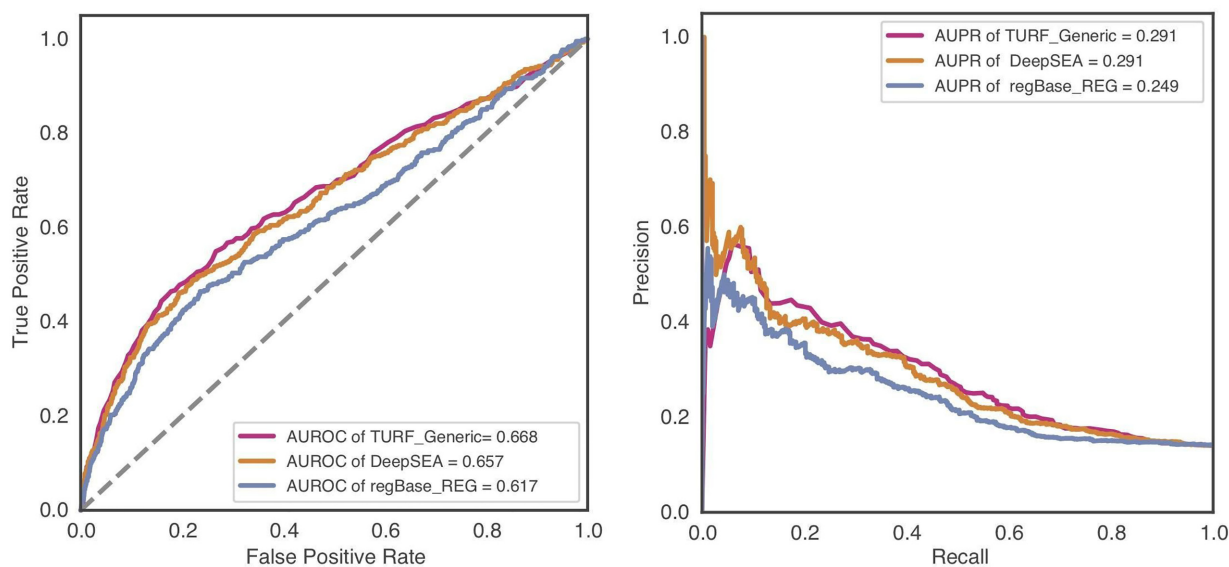 1.0
0.8
0.6
0.4
0.2
0.0
True Positive Rate
AUROC of TURF_Generic= 0.668
AUROC of DeepSEA = 0.657
AUROC of regBase_REG = 0.617
0.0 0.2 0.4 0.6 0.8 1.0
False Positive Rate
1.0
0.8
0.6
0.4
0.2
0.0
Precision
AUPR of TURF_Generic = 0.291
AUPR of DeepSEA = 0.291
AUPR of regBase_REG = 0.249
0.0 0.2 0.4 0.6 0.8 1.0
Recall